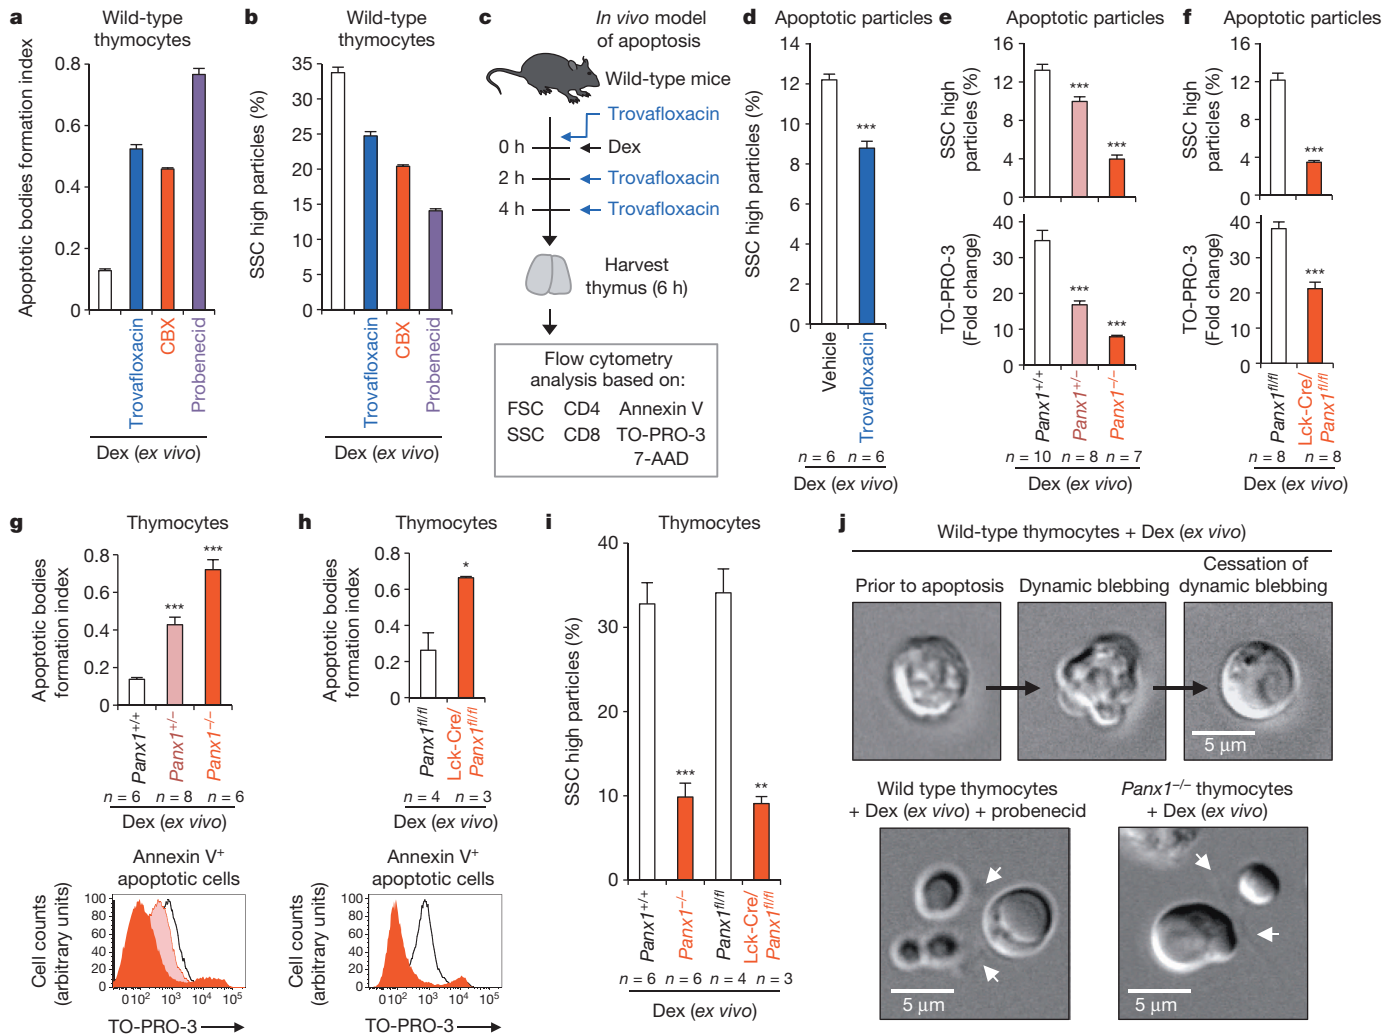 a
Wild-type
thymocytes
Apoptotic bodies formation index
0.8
0.6
0.4
0.2
0
Trovafloxacin
CBX
Probenecid
Dex (ex vivo)
b
Wild-type
thymocytes
SSC high particles (%)
35
30
25
20
15
10
5
0
Trovafloxacin
CBX
Probenecid
Dex (ex vivo)
c
In vivo model
of apoptosis
Wild-type mice
Trovafloxacin
0 h
Dex
2 h
Trovafloxacin
4 h
Trovafloxacin
Harvest
thymus (6 h)
Flow cytometry
analysis based on:
FSC CD4 Annexin V
SSC CD8 TO-PRO-3
7-AAD
d
Apoptotic particles
SSC high particles (%)
14
12
10
8
6
4
2
0
***
Vehicle
Trovafloxacin
n = 6 n = 6
Dex (ex vivo)
e
Apoptotic particles
SSC high
particles (%)
16
12
8
4
0
***
***
TO-PRO-3
(Fold change)
40
30
20
10
0
***
***
Panx1+/+
Panx1+/–
Panx1–/–
n = 10 n = 8 n = 7
Dex (ex vivo)
f
Apoptotic particles
SSC high
particles (%)
16
12
8
4
0
***
TO-PRO-3
(Fold change)
40
30
20
10
0
***
Panx1fl/fl
Lck-Cre/
Panx1fl/fl
n = 8 n = 8
Dex (ex vivo)
g
Thymocytes
Apoptotic bodies
formation index
0.8
0.6
0.4
0.2
0
***
***
Panx1+/+
Panx1+/–
Panx1–/–
n = 6 n = 8 n = 6
Dex (ex vivo)
Annexin V+
apoptotic cells
Cell counts
(arbitrary units)
100
80
60
40
20
0
0 10² 10³ 10⁴ 10⁵
TO-PRO-3
h
Thymocytes
Apoptotic bodies
formation index
0.8
0.6
0.4
0.2
0
*
Panx1fl/fl
Lck-Cre/
Panx1fl/fl
n = 4 n = 3
Dex (ex vivo)
Annexin V+
apoptotic cells
Cell counts
(arbitrary units)
100
80
60
40
20
0
0 10² 10³ 10⁴ 10⁵
TO-PRO-3
i
Thymocytes
SSC high particles (%)
40
30
20
10
0
***
**
Panx1+/+
Panx1–/–
Panx1fl/fl
Lck-Cre/
Panx1fl/fl
n = 6 n = 6 n = 4 n = 3
Dex (ex vivo)
j
Wild-type thymocytes + Dex (ex vivo)
Prior to apoptosis
Dynamic blebbing
Cessation of
dynamic blebbing
5 μm
Wild type thymocytes
+ Dex (ex vivo) + probenecid
5 μm
Panx1–/– thymocytes
+ Dex (ex vivo)
5 μm